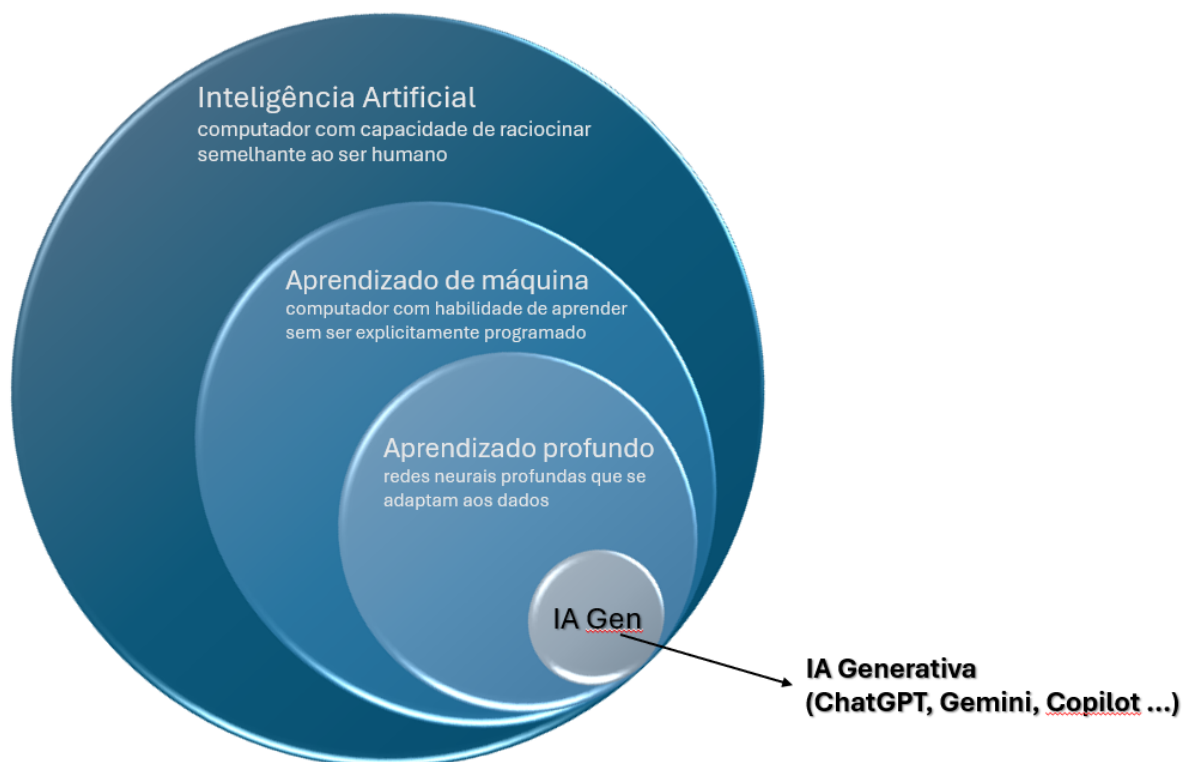 Inteligência Artificial
computador com capacidade de raciocinar
semelhante ao ser humano
Aprendizado de máquina
computador com habilidade de aprender
sem ser explicitamente programado
Aprendizado profundo
redes neurais profundas que se
adaptam aos dados
IA Gen
IA Generativa
(ChatGPT, Gemini, Copilot ...)